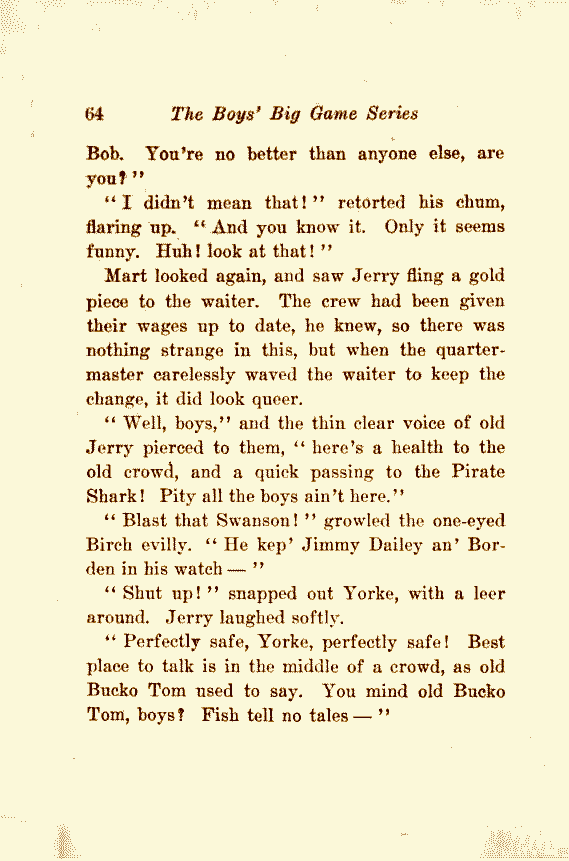 64 The Boys' Big Game Series
Bob. You're no better than anyone else, are
you?"
"I didn't mean that!" retorted his chum,
flaring up. "And you know it. Only it seems
funny. Huh! look at that!"
Mart looked again, and saw Jerry fling a gold
piece to the waiter. The crew had been given
their wages up to date, he knew, so there was
nothing strange in this, but when the quarter-
master carelessly waved the waiter to keep the
change, it did look queer.
"Well, boys," and the thin clear voice of old
Jerry pierced to them, "here's a health to the
old crowd, and a quick passing to the Pirate
Shark! Pity all the boys ain't here."
"Blast that Swanson!" growled the one-eyed
Birch evilly. "He kep' Jimmy Dailey an' Bor-
den in his watch — "
"Shut up!" snapped out Yorke, with a leer
around. Jerry laughed softly.
"Perfectly safe, Yorke, perfectly safe! Best
place to talk is in the middle of a crowd, as old
Bucko Tom used to say. You mind old Bucko
Tom, boys? Fish tell no tales — "